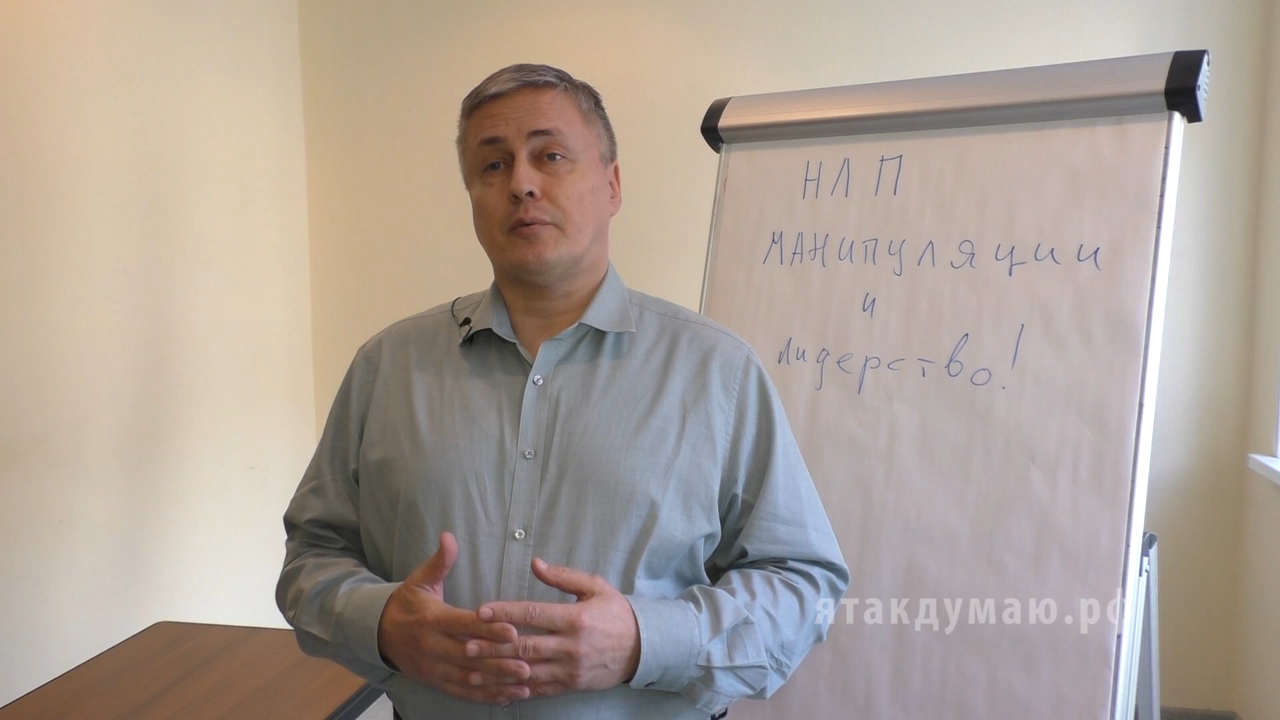 НЛП
МАНИПУЛЯЦИИ
и
лидерство!
ятакдумаю.рф